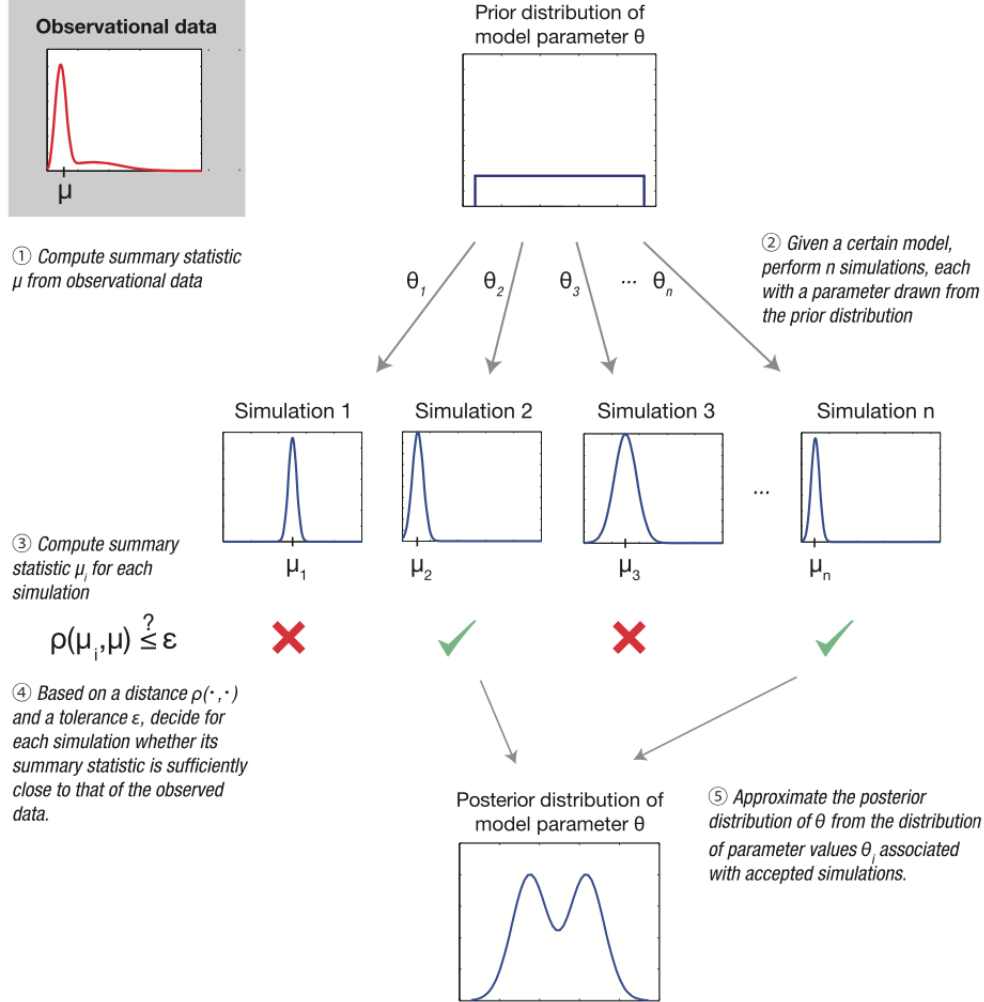 Observational data
μ
Prior distribution of
model parameter θ
① Compute summary statistic
μ from observational data
② Given a certain model,
perform n simulations, each
with a parameter drawn from
the prior distribution
θ₁
θ₂
θ₃
...
θₙ
Simulation 1
Simulation 2
Simulation 3
Simulation n
...
μ₁
μ₂
μ₃
μₙ
③ Compute summary
statistic μᵢ for each
simulation
?
ρ(μᵢ,μ) ≤ ε
④ Based on a distance ρ(·,·)
and a tolerance ε, decide for
each simulation whether its
summary statistic is sufficiently
close to that of the observed
data.
Posterior distribution of
model parameter θ
⑤ Approximate the posterior
distribution of θ from the distribution
of parameter values θᵢ associated
with accepted simulations.